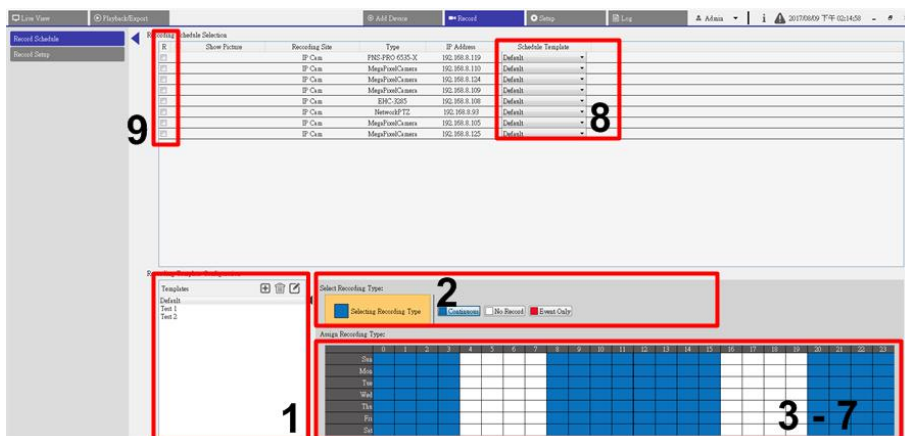 Live View Playback/Export Add Device Record Setup Log Admin i 2017/08/09 下午 02:14:50
Record Schedule
Record Setup
Recording Schedule Selection
R Show Picture Recording Site Type IP Address Schedule Template
IP Cam PNS-PRO 6535-X 192.168.8.119 Default
IP Cam MegaPixelCamera 192.168.8.110 Default
IP Cam MegaPixelCamera 192.168.8.124 Default
IP Cam MegaPixelCamera 192.168.8.109 Default
IP Cam EHC-X285 192.168.8.108 Default
IP Cam NetworkPTZ 192.168.8.93 Default
IP Cam MegaPixelCamera 192.168.8.105 Default
IP Cam MegaPixelCamera 192.168.8.125 Default
9
8
Recording Template Configuration
Templates
Default
Test 1
Test 2
1
Select Recording Type:
2
Selecting Recording Type Continuous No Record Event Only
Assign Recording Type:
0 1 2 3 4 5 6 7 8 9 10 11 12 13 14 15 16 17 18 19 20 21 22 23
Sun
Mon
Tue
Wed
Thu
Fri
Sat
3 - 7